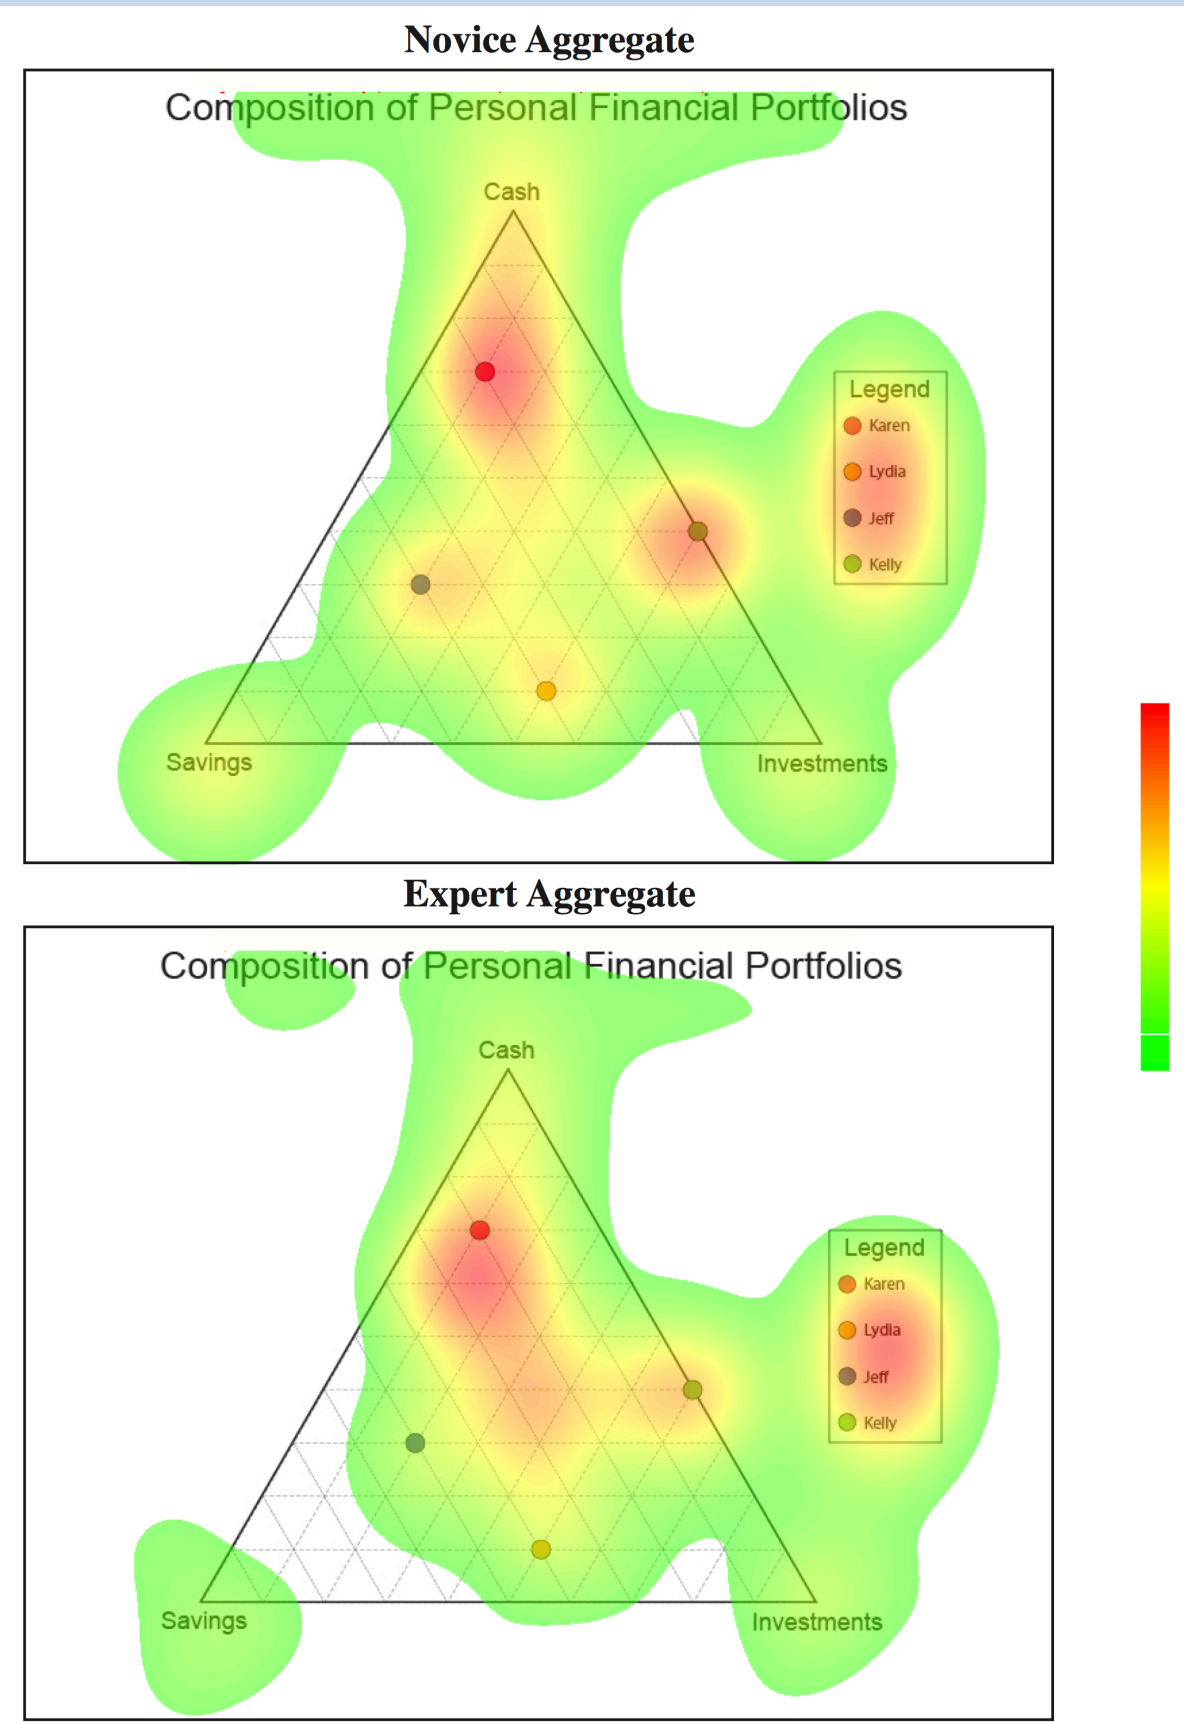 Novice Aggregate
Composition of Personal Financial Portfolios
Cash
Legend
Karen
Lydia
Jeff
Kelly
Savings
Investments
Expert Aggregate
Composition of Personal Financial Portfolios
Cash
Legend
Karen
Lydia
Jeff
Kelly
Savings
Investments